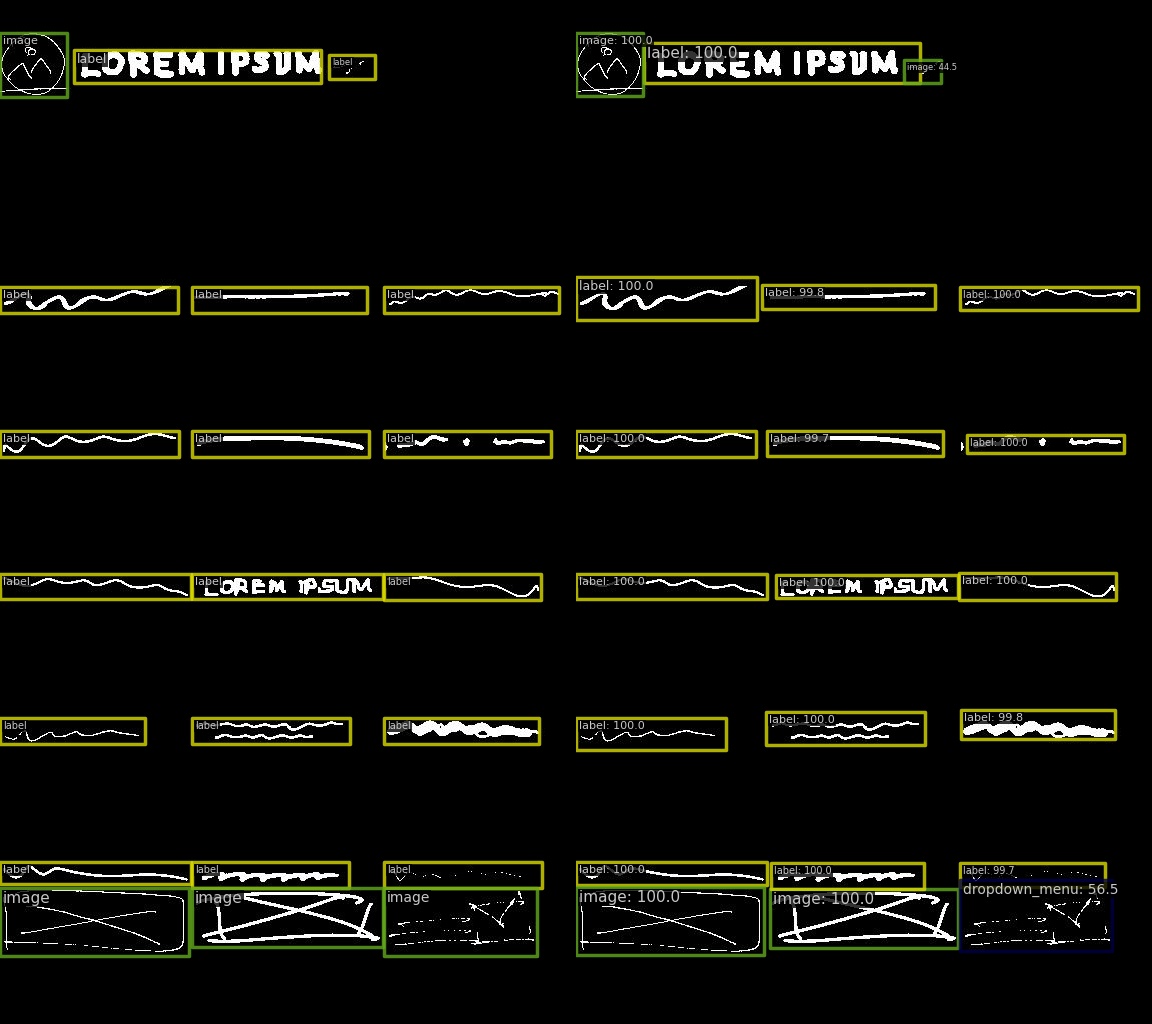 image label LOREM IPSUM label image: 100.0 label: 100.0 LOREM IPSUM image: 44.5
label label label label: 100.0 label: 99.8 label: 100.0
label label label label: 100.0 label: 99.7 label: 100.0
label label LOREM IPSUM label label: 100.0 label: 100.0 LOREM IPSUM label: 100.0
label label label label: 100.0 label: 100.0 label: 99.8
label label label label: 100.0 label: 100.0 label: 99.7
image image image image: 100.0 image: 100.0 dropdown_menu: 56.5